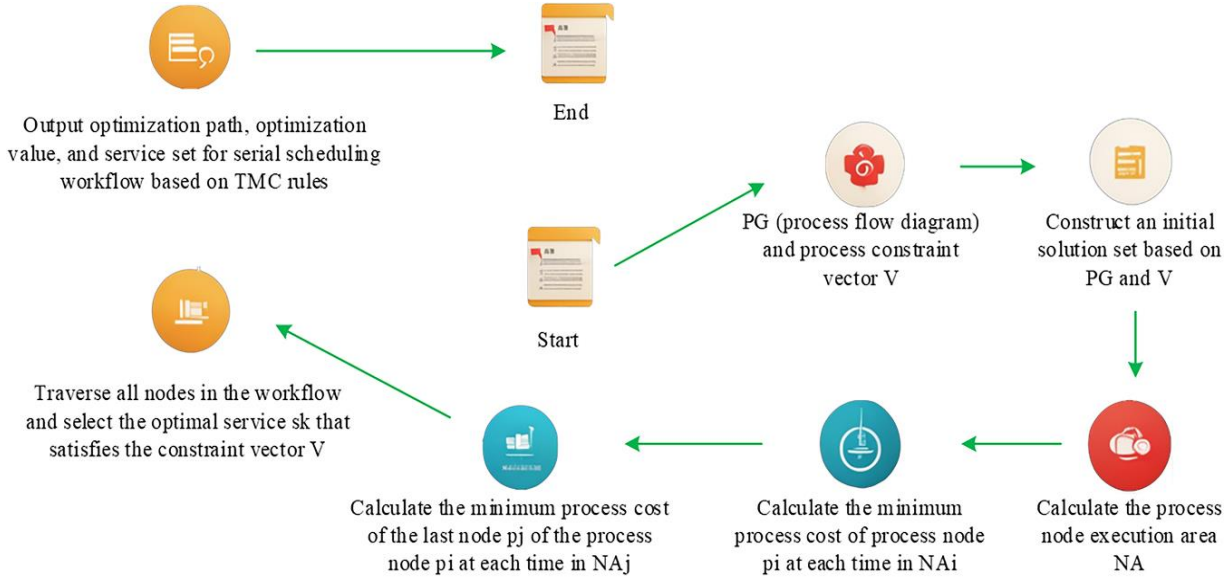 Output optimization path, optimization
value, and service set for serial scheduling
workflow based on TMC rules
End
Start
PG (process flow diagram)
and process constraint
vector V
Construct an initial
solution set based on
PG and V
Calculate the process
node execution area
NA
Calculate the minimum
process cost of process node
pi at each time in NAi
Calculate the minimum process cost
of the last node pj of the process
node pi at each time in NAj
Traverse all nodes in the workflow
and select the optimal service sk that
satisfies the constraint vector V